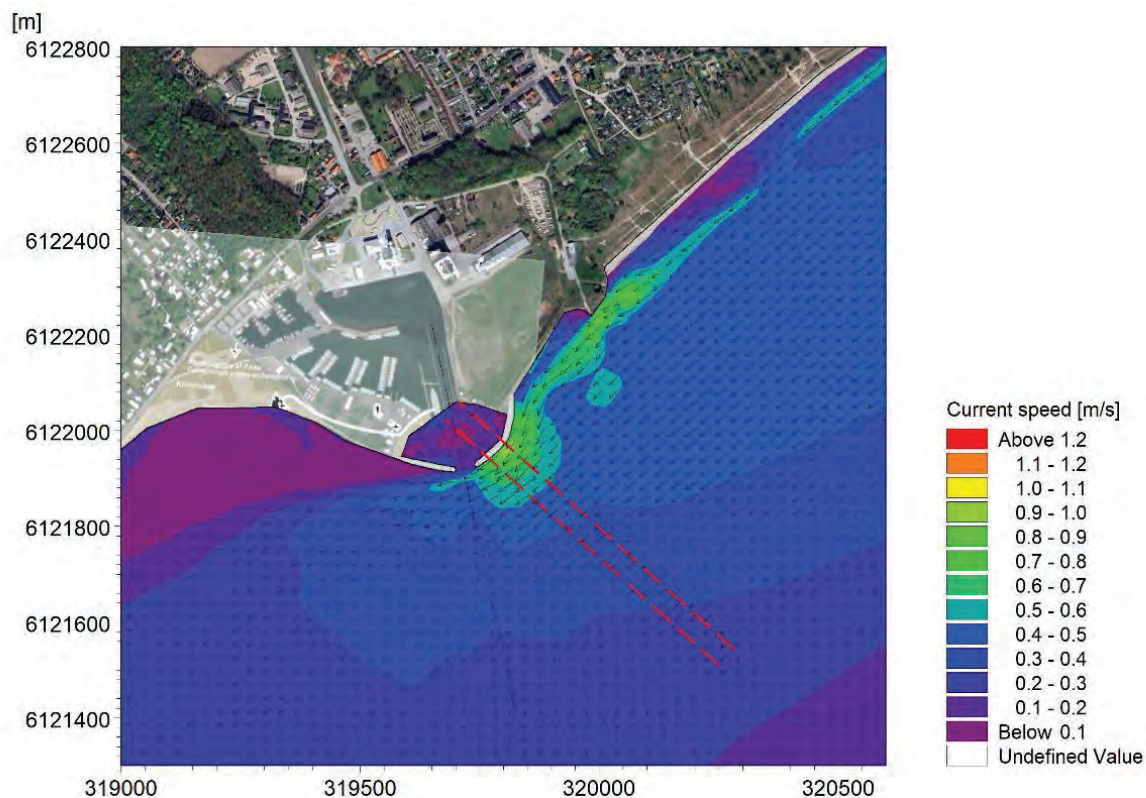 [m]
6122800
6122600
6122400
6122200
6122000
6121800
6121600
6121400
319000 319500 320000 320500
Klintholm
Current speed [m/s]
Above 1.2
1.1 - 1.2
1.0 - 1.1
0.9 - 1.0
0.8 - 0.9
0.7 - 0.8
0.6 - 0.7
0.5 - 0.6
0.4 - 0.5
0.3 - 0.4
0.2 - 0.3
0.1 - 0.2
Below 0.1
Undefined Value